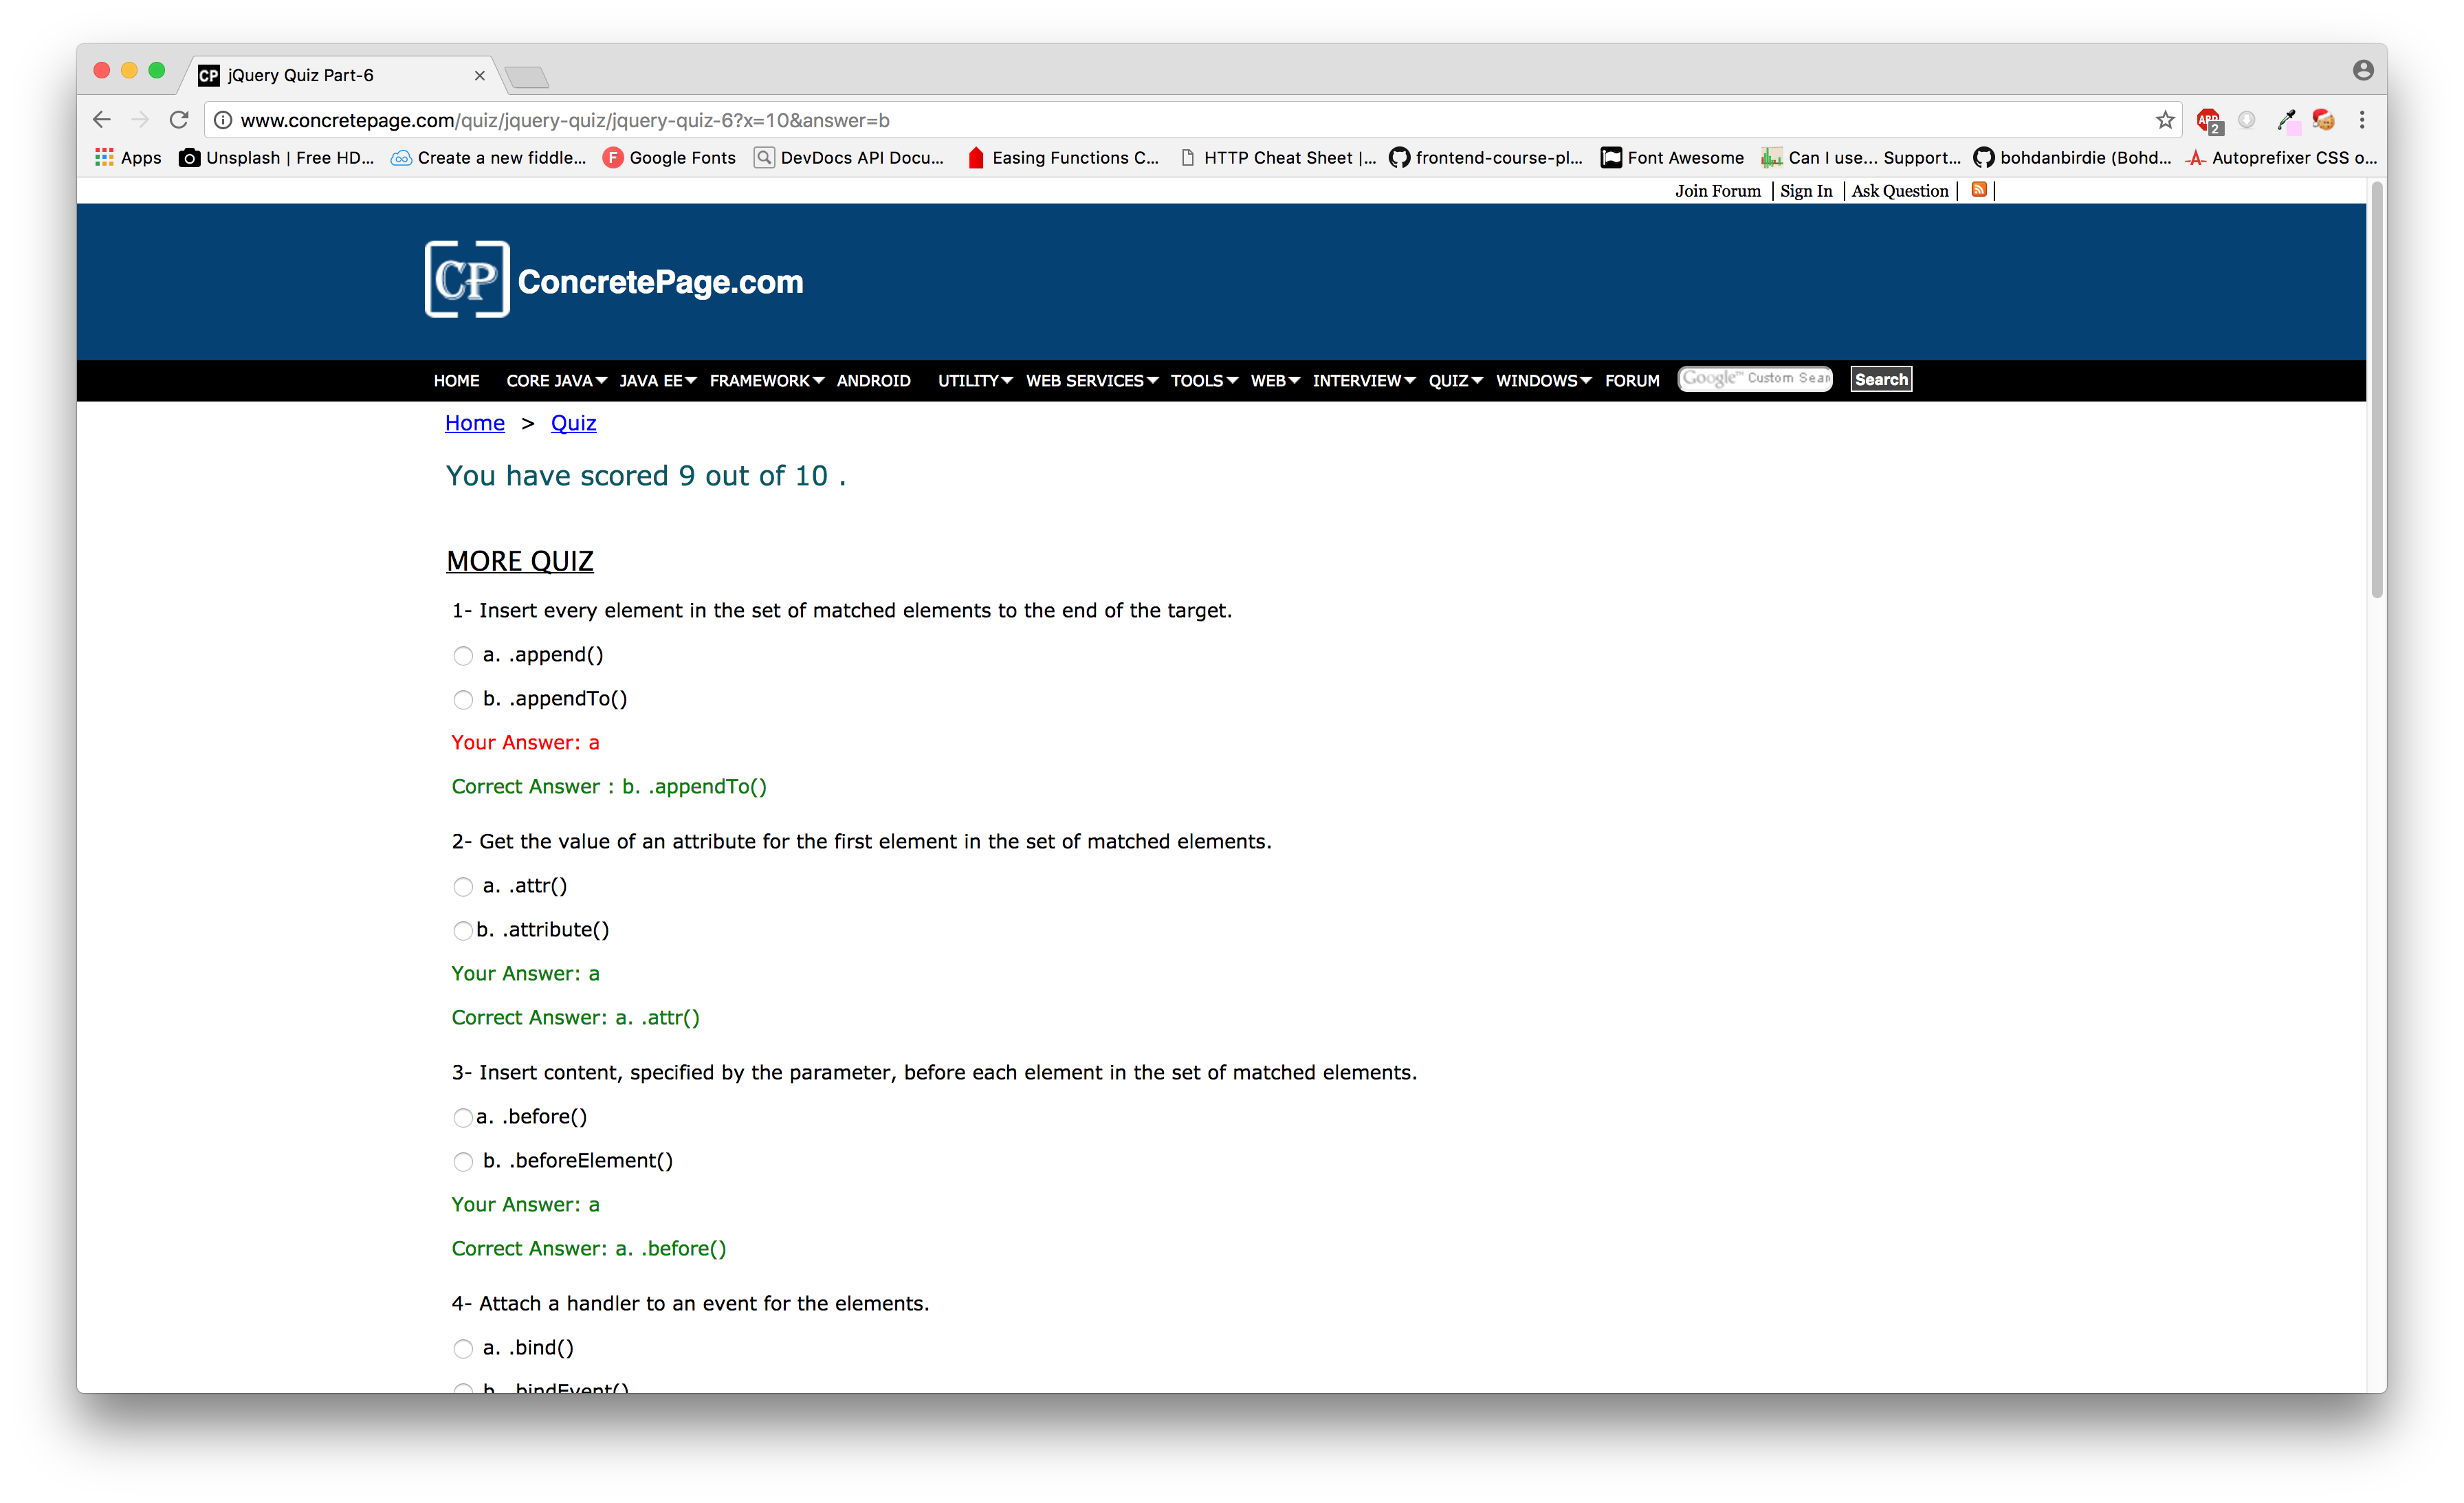 CP jQuery Quiz Part-6
www.concretepage.com/quiz/jquery-quiz/jquery-quiz-6?x=10&answer=b
ABP 2
Apps Unsplash | Free HD... Create a new fiddle... F Google Fonts DevDocs API Docu... Easing Functions C... HTTP Cheat Sheet |... frontend-course-pl... Font Awesome Can I use... Support... bohdanbirdie (Bohd... Autoprefixer CSS o...
Join Forum | Sign In | Ask Question | |
CP ConcretePage.com
HOME CORE JAVA JAVA EE FRAMEWORK ANDROID UTILITY WEB SERVICES TOOLS WEB INTERVIEW QUIZ WINDOWS FORUM Google™ Custom Sear Search
Home > Quiz
You have scored 9 out of 10 .
MORE QUIZ
1- Insert every element in the set of matched elements to the end of the target.
a. .append()
b. .appendTo()
Your Answer: a
Correct Answer : b. .appendTo()
2- Get the value of an attribute for the first element in the set of matched elements.
a. .attr()
b. .attribute()
Your Answer: a
Correct Answer: a. .attr()
3- Insert content, specified by the parameter, before each element in the set of matched elements.
a. .before()
b. .beforeElement()
Your Answer: a
Correct Answer: a. .before()
4- Attach a handler to an event for the elements.
a. .bind()
b. .bindEvent()